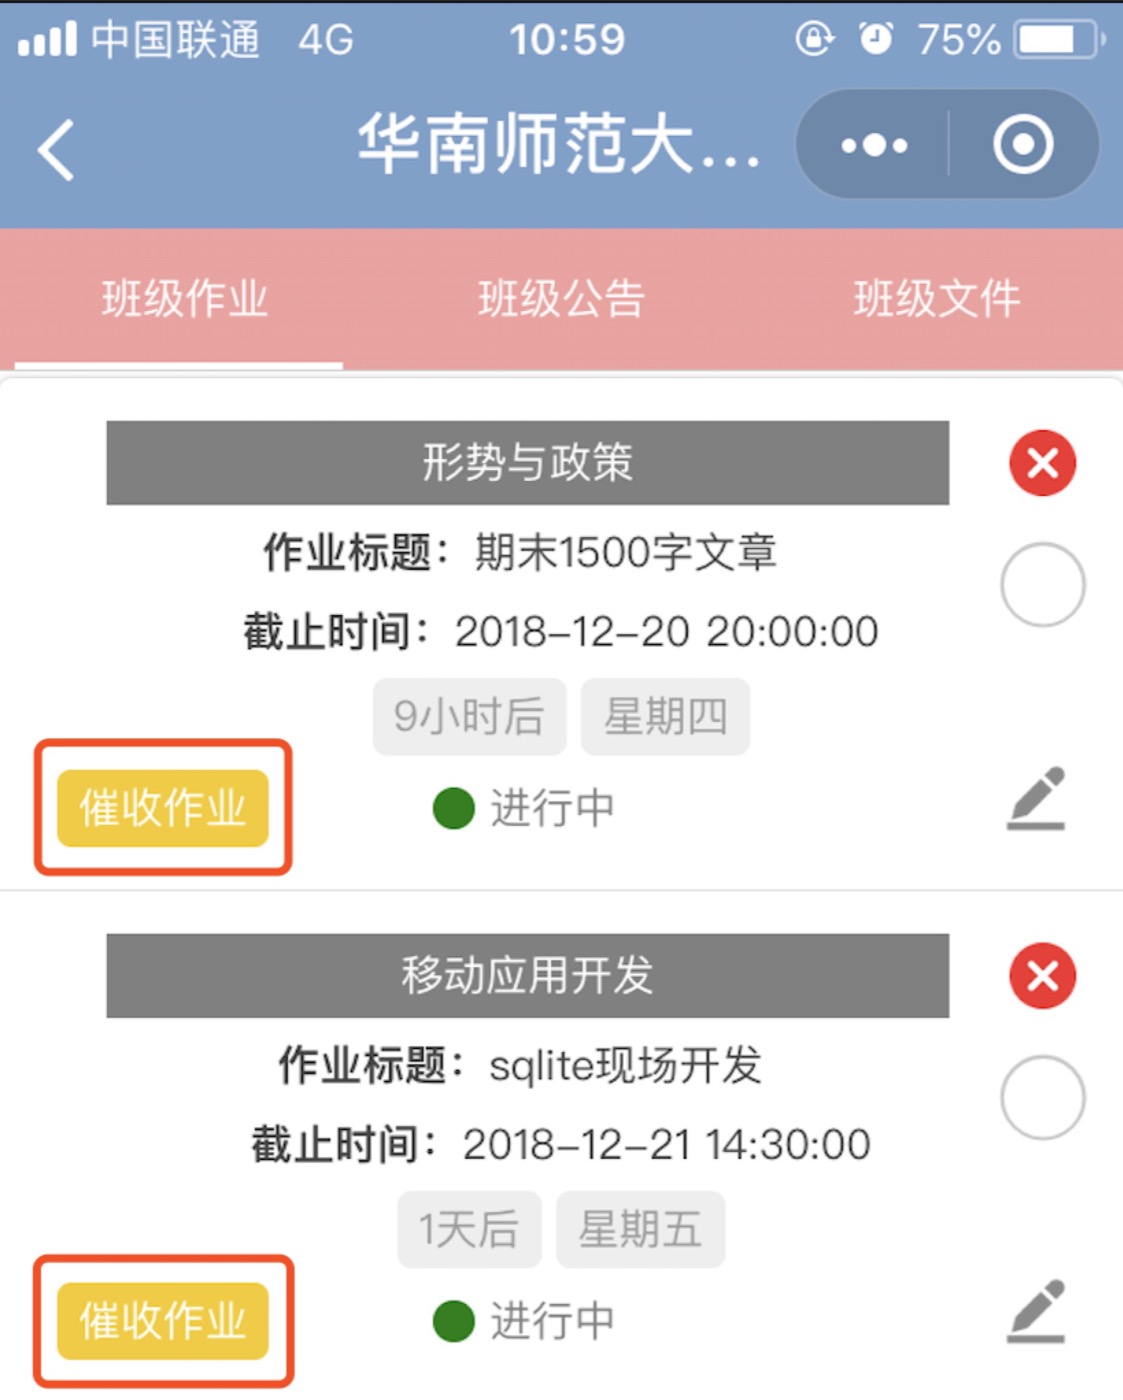 中国联通 4G 10:59 75%
华南师范大...
班级作业 班级公告 班级文件
形势与政策
作业标题：期末1500字文章
截止时间：2018-12-20 20:00:00
9小时后 星期四
催收作业 进行中
移动应用开发
作业标题：sqlite现场开发
截止时间：2018-12-21 14:30:00
1天后 星期五
催收作业 进行中